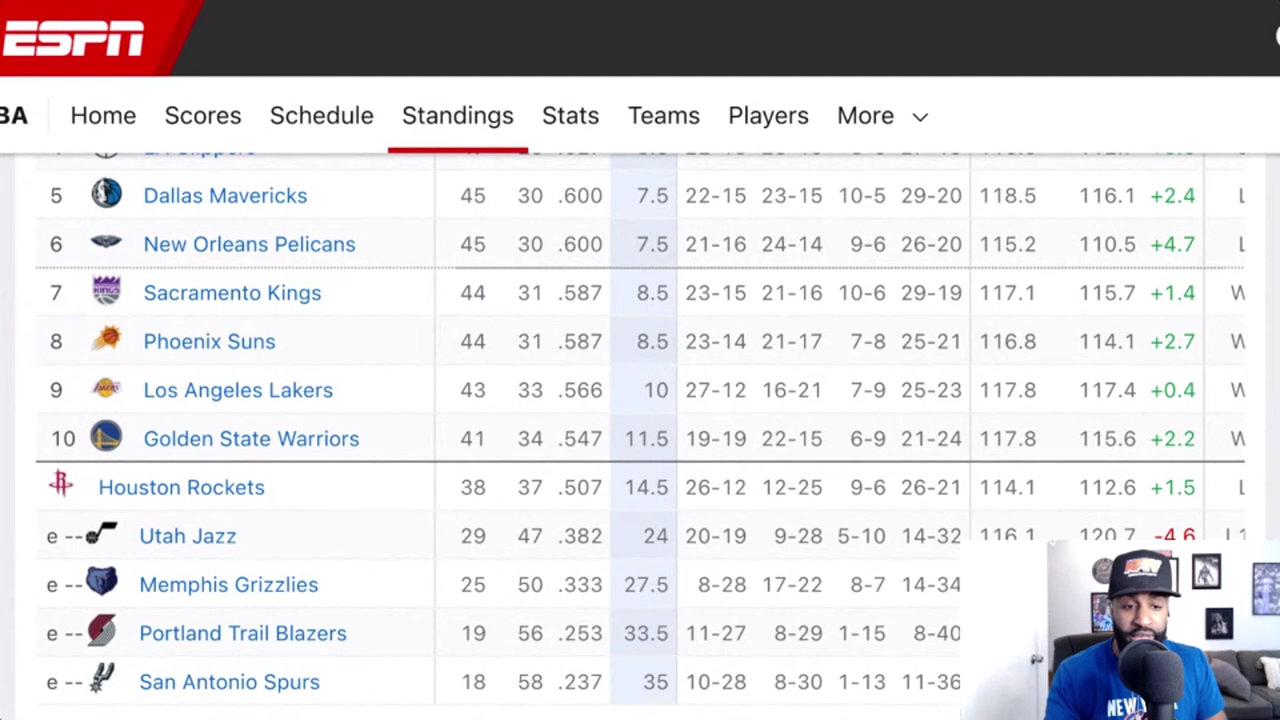 ESPN
BA Home Scores Schedule Standings Stats Teams Players More
5 Dallas Mavericks 45 30 .600 7.5 22-15 23-15 10-5 29-20 118.5 116.1 +2.4 L
6 New Orleans Pelicans 45 30 .600 7.5 21-16 24-14 9-6 26-20 115.2 110.5 +4.7 L
7 Sacramento Kings 44 31 .587 8.5 23-15 21-16 10-6 29-19 117.1 115.7 +1.4 W
8 Phoenix Suns 44 31 .587 8.5 23-14 21-17 7-8 25-21 116.8 114.1 +2.7 W
9 Los Angeles Lakers 43 33 .566 10 27-12 16-21 7-9 25-23 117.8 117.4 +0.4 W
10 Golden State Warriors 41 34 .547 11.5 19-19 22-15 6-9 21-24 117.8 115.6 +2.2 W
Houston Rockets 38 37 .507 14.5 26-12 12-25 9-6 26-21 114.1 112.6 +1.5 L
e -- Utah Jazz 29 47 .382 24 20-19 9-28 5-10 14-32 116.1 120.7 -4.6 L1
e -- Memphis Grizzlies 25 50 .333 27.5 8-28 17-22 8-7 14-34
e -- Portland Trail Blazers 19 56 .253 33.5 11-27 8-29 1-15 8-40
e -- San Antonio Spurs 18 58 .237 35 10-28 8-30 1-13 11-36
NEW